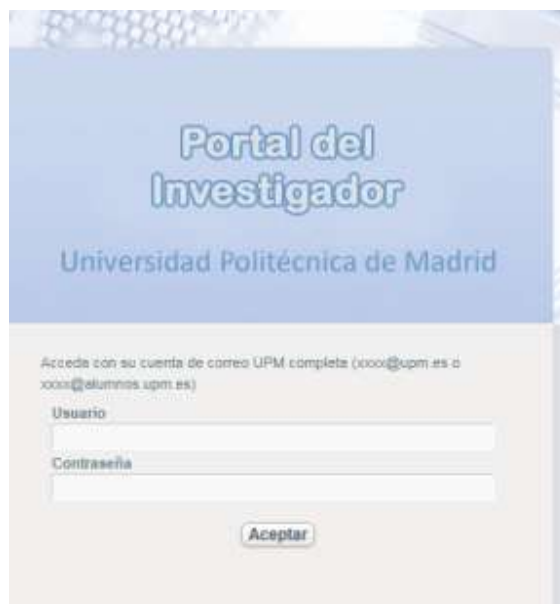 Portal del
Investigador
Universidad Politécnica de Madrid
Acceda con su cuenta de correo UPM completa (xxxx@upm.es o
xxxx@alumnos.upm.es)
Usuario
Contraseña
Aceptar